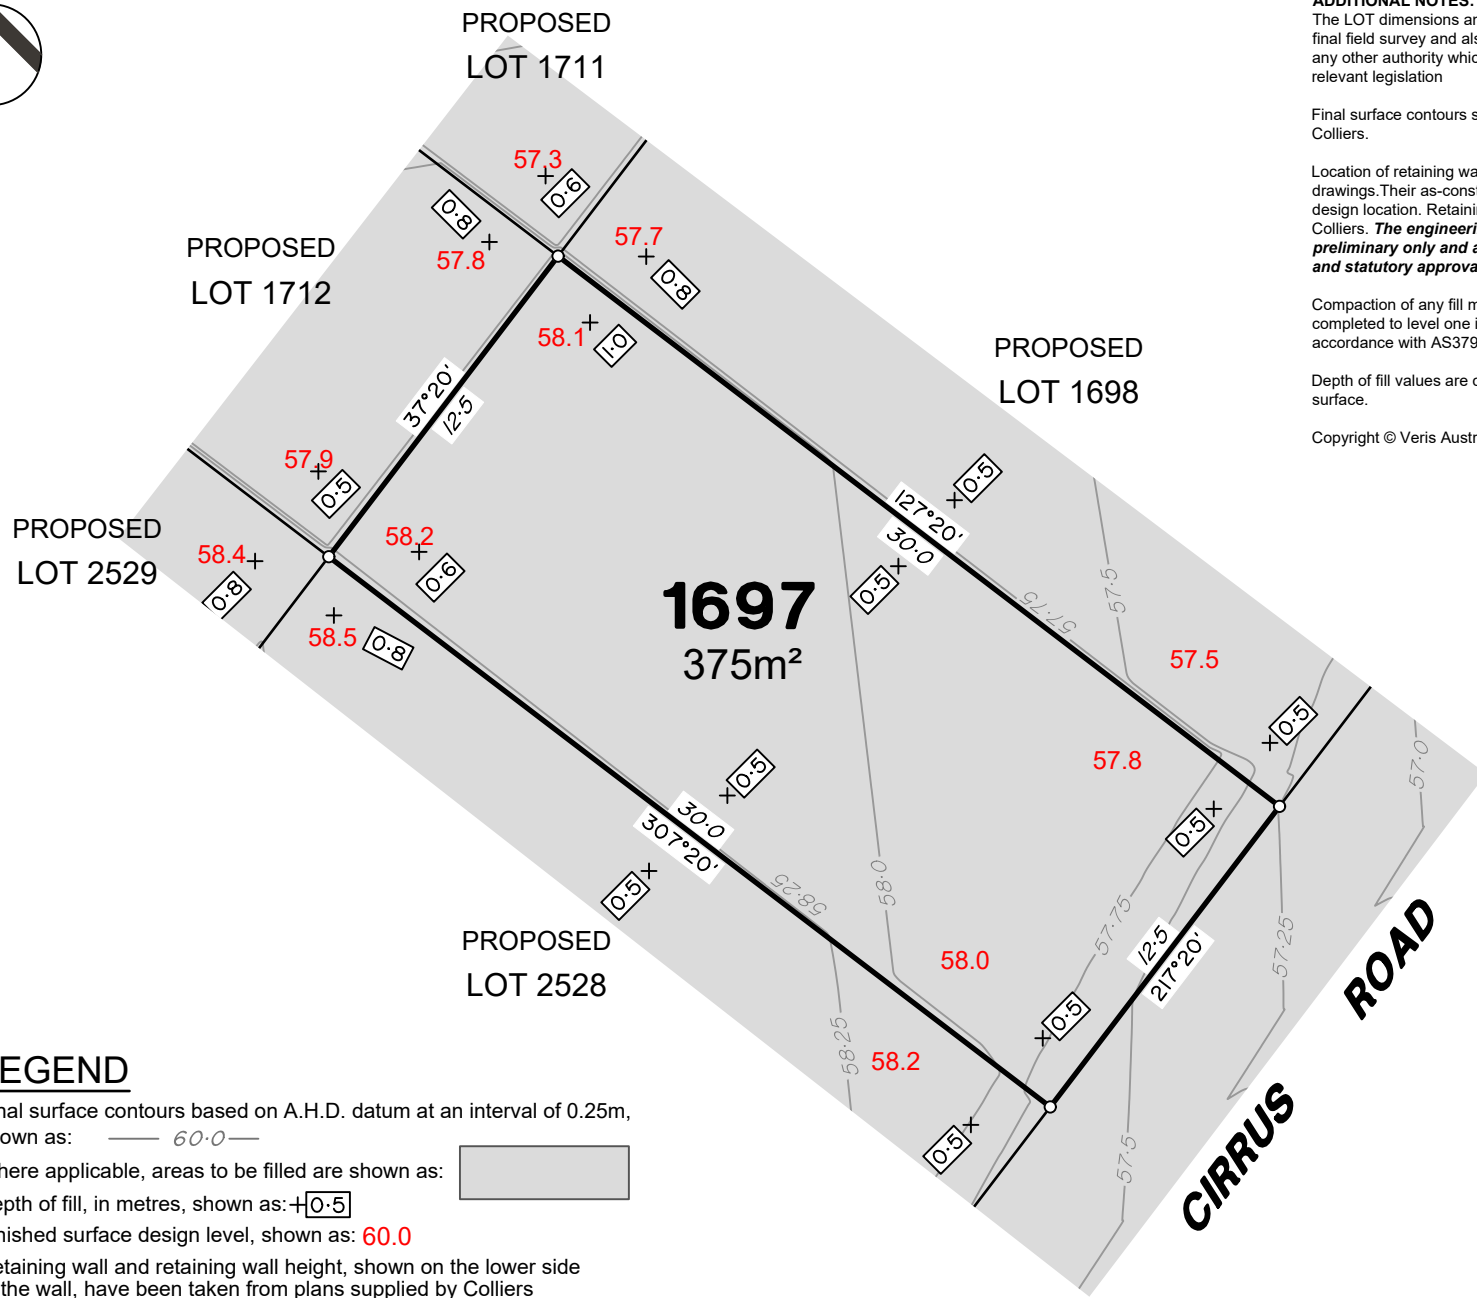 PROPOSED
LOT 1711
57.3
0·6
0·8
57.8
57.7
0·8
PROPOSED
LOT 1712
58.1
1·0
PROPOSED
LOT 1698
37°20'
12·5
57.9
0·5
PROPOSED
LOT 2529
58.4
0·8
58.2
0·6
58.5
0·8
127°20'
30·0
0·5
0·5
1697
375m²
57·75
57·5
57.5
0·5
57.8
0·5
57·0
0·5
30·0
307°20'
0·5
58·25
58·0
PROPOSED
LOT 2528
58.0
57·75
12·5
217°20'
57·25
0·5
58·25
58.2
0·5
57·5
CIRRUS ROAD
ADDITIONAL NOTES:
The LOT dimensions ar
final field survey and als
any other authority whic
relevant legislation
Final surface contours s
Colliers.
Location of retaining wa
drawings.Their as-const
design location. Retaini
Colliers. The engineeri
preliminary only and a
and statutory approva
Compaction of any fill m
completed to level one i
accordance with AS379
Depth of fill values are d
surface.
Copyright © Veris Austr
EGEND
nal surface contours based on A.H.D. datum at an interval of 0.25m,
own as: 60·0
here applicable, areas to be filled are shown as:
epth of fill, in metres, shown as: 0·5
nished surface design level, shown as: 60.0
etaining wall and retaining wall height, shown on the lower side
the wall, have been taken from plans supplied by Colliers